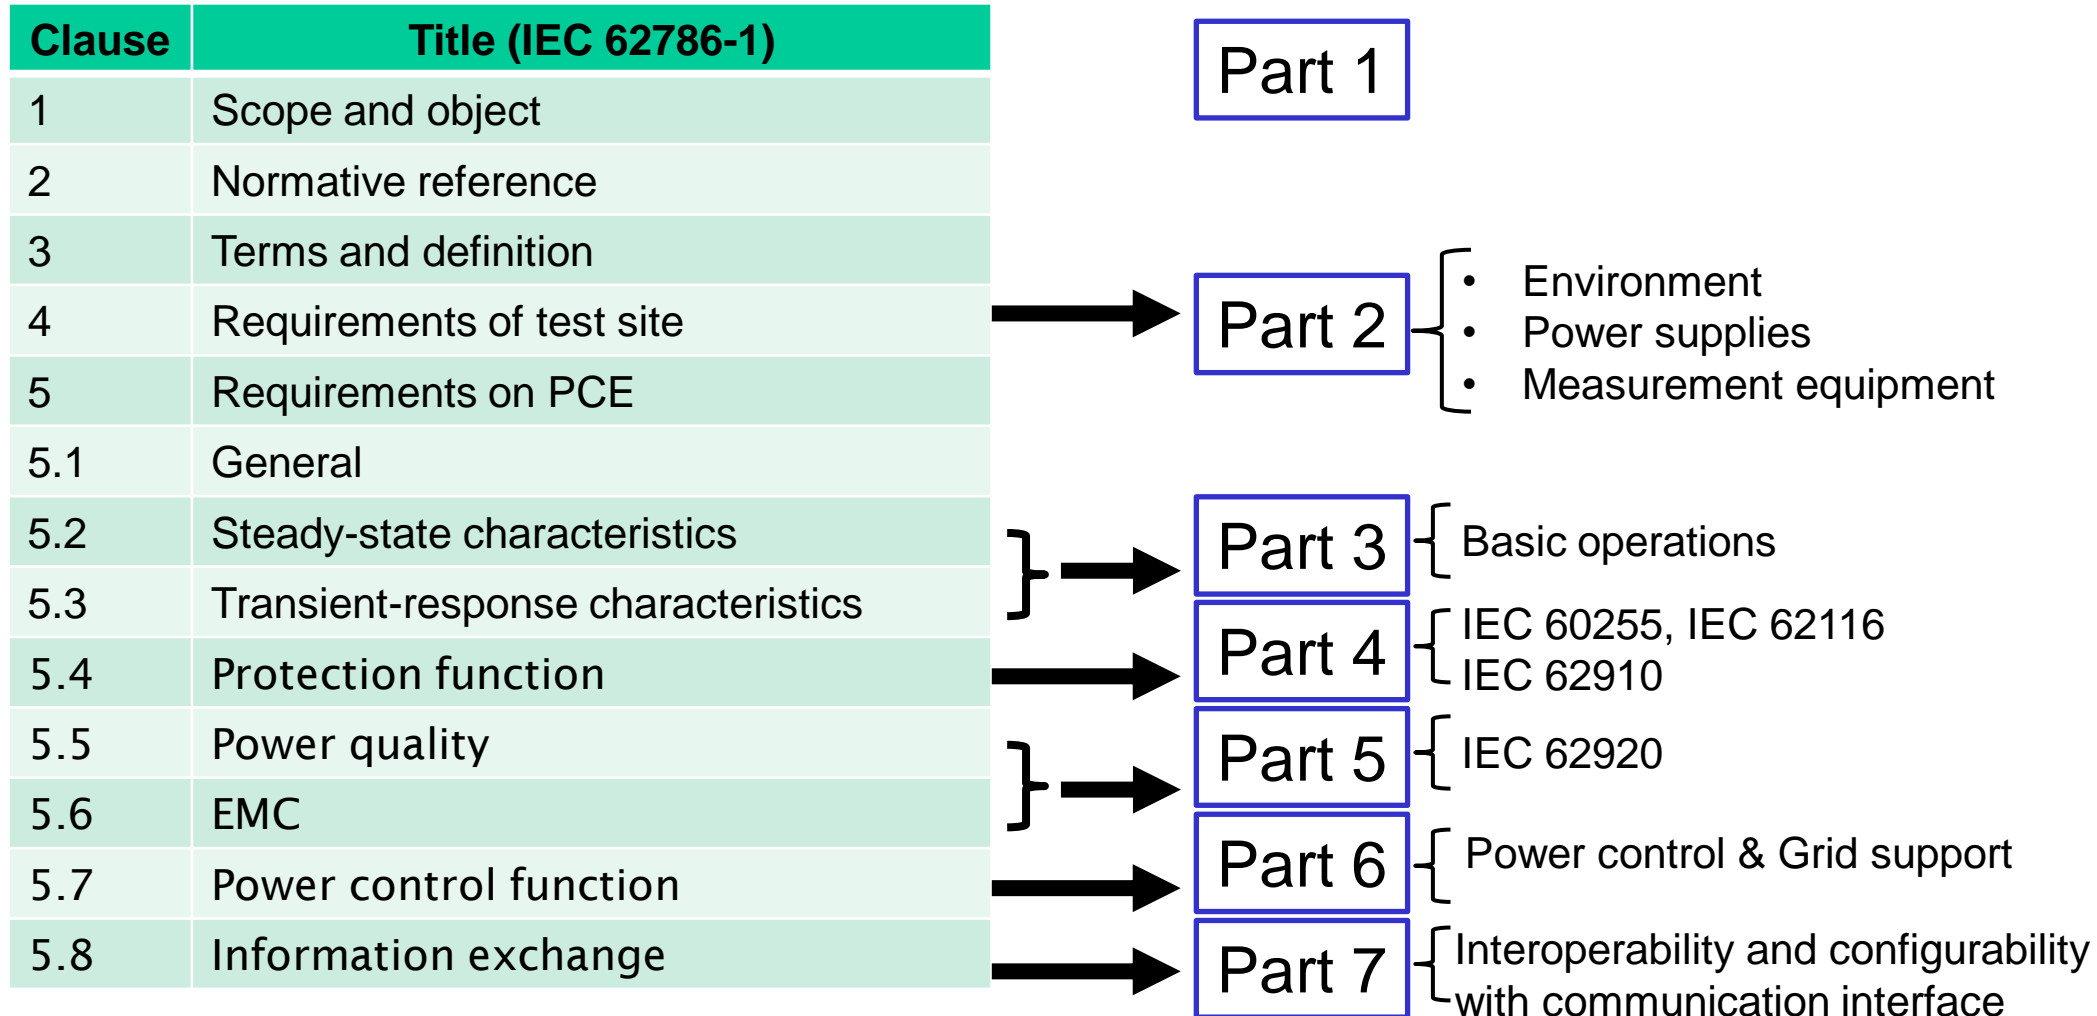 Clause Title (IEC 62786-1)
1 Scope and object
2 Normative reference
3 Terms and definition
4 Requirements of test site
5 Requirements on PCE
5.1 General
5.2 Steady-state characteristics
5.3 Transient-response characteristics
5.4 Protection function
5.5 Power quality
5.6 EMC
5.7 Power control function
5.8 Information exchange
Part 1
Part 2
• Environment
• Power supplies
• Measurement equipment
Part 3
Basic operations
Part 4
IEC 60255, IEC 62116
IEC 62910
Part 5
IEC 62920
Part 6
Power control & Grid support
Part 7
Interoperability and configurability
with communication interface